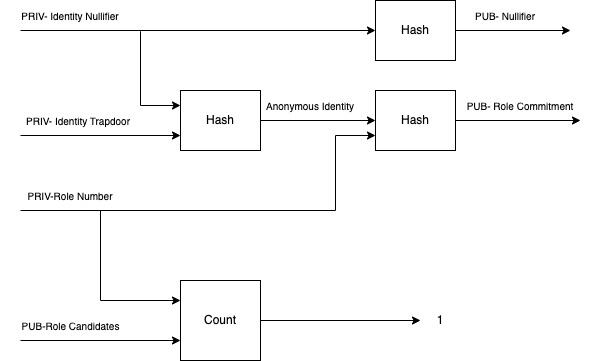 PRIV- Identity Nullifier
Hash
PUB- Nullifier
PRIV- Identity Trapdoor
Hash
Anonymous Identity
Hash
PUB- Role Commitment
PRIV-Role Number
PUB-Role Candidates
Count
1